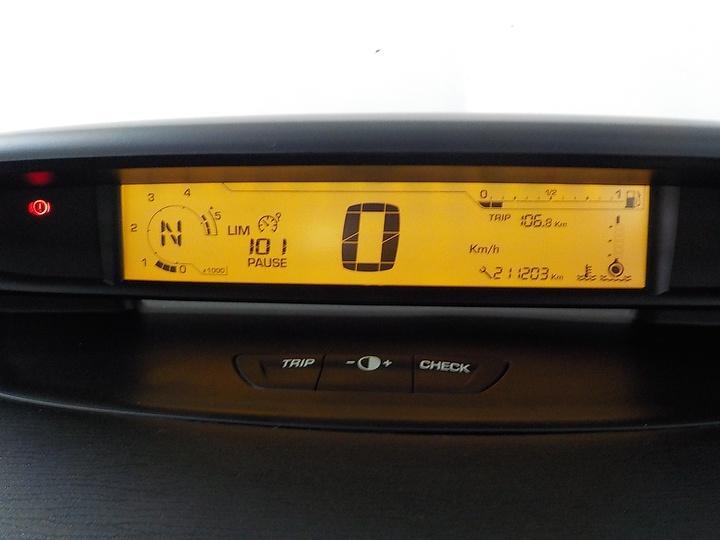 4
3
5
2
N
1
0
x1000
LIM
101
PAUSE
0
0 1/2 1
TRIP 106.8 Km
Km/h
211203 Km
TRIP - + CHECK